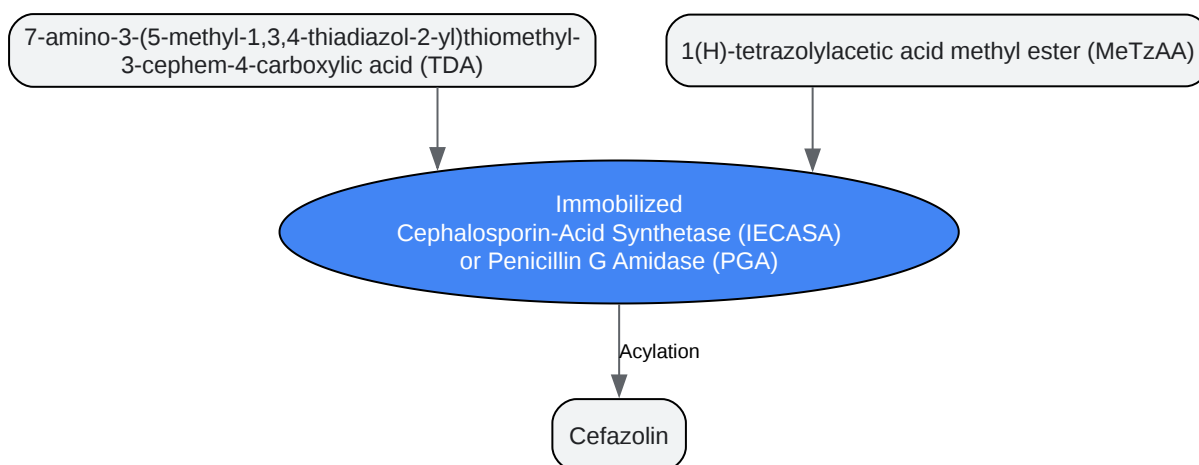 7-amino-3-(5-methyl-1,3,4-thiadiazol-2-yl)thiomethyl-
3-cephem-4-carboxylic acid (TDA)
1(H)-tetrazolylacetic acid methyl ester (MeTzAA)
Immobilized
Cephalosporin-Acid Synthetase (IECASA)
or Penicillin G Amidase (PGA)
Acylation
Cefazolin